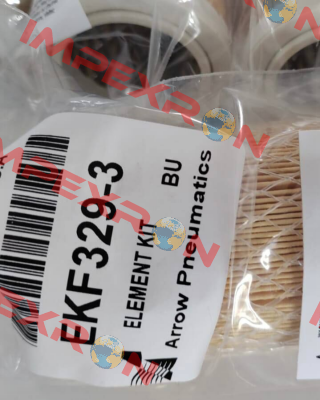 EKF329-3
ELEMENT KIT BU
Arrow Pneumatics
IMPEXRON
IMPEXRON
IMPEXRON